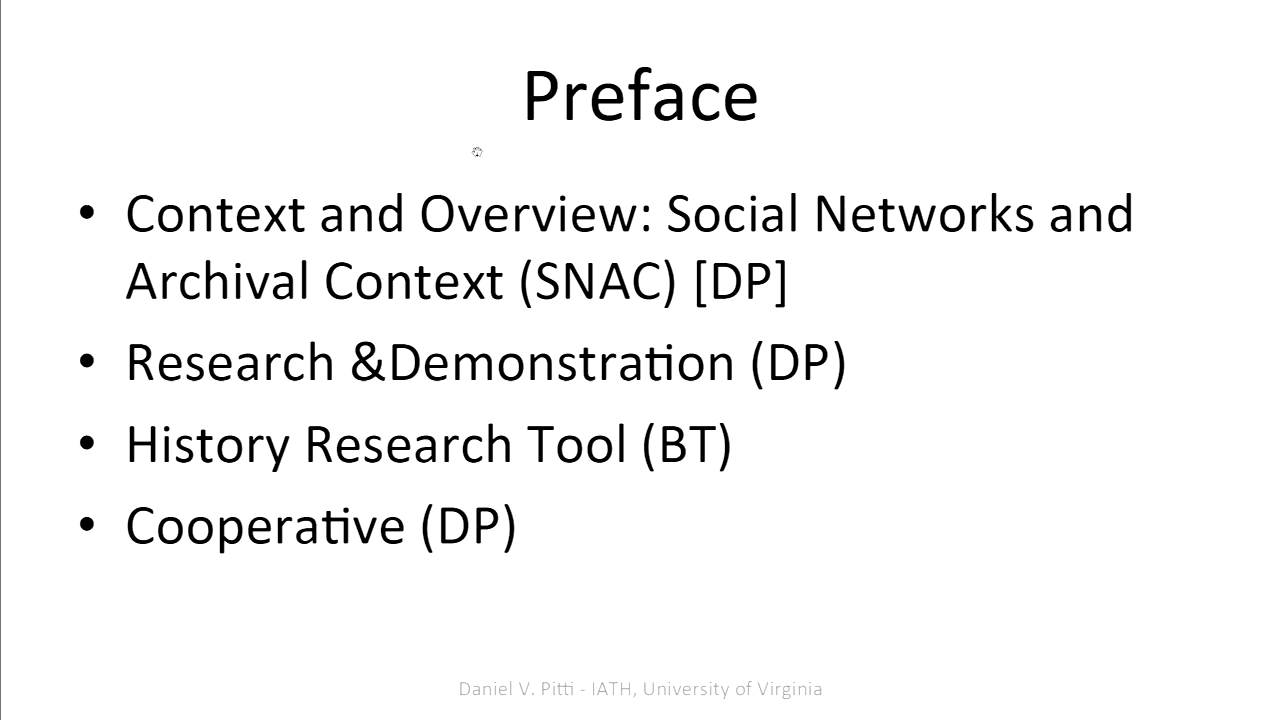 Preface
• Context and Overview: Social Networks and
Archival Context (SNAC) [DP]
• Research &Demonstration (DP)
• History Research Tool (BT)
• Cooperative (DP)
Daniel V. Pitti - IATH, University of Virginia